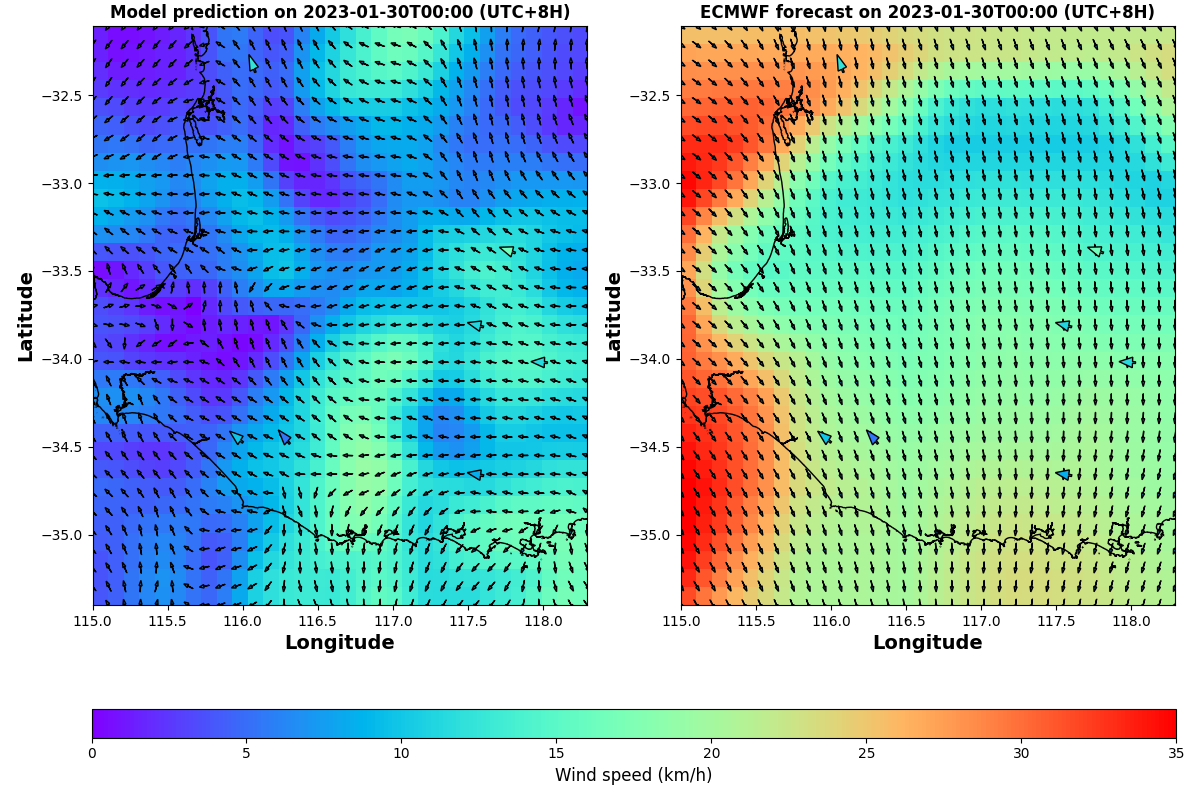 Model prediction on 2023-01-30T00:00 (UTC+8H)
ECMWF forecast on 2023-01-30T00:00 (UTC+8H)
Latitude
−32.5
−33.0
−33.5
−34.0
−34.5
−35.0
115.0 115.5 116.0 116.5 117.0 117.5 118.0
Longitude
Latitude
−32.5
−33.0
−33.5
−34.0
−34.5
−35.0
115.0 115.5 116.0 116.5 117.0 117.5 118.0
Longitude
0 5 10 15 20 25 30 35
Wind speed (km/h)